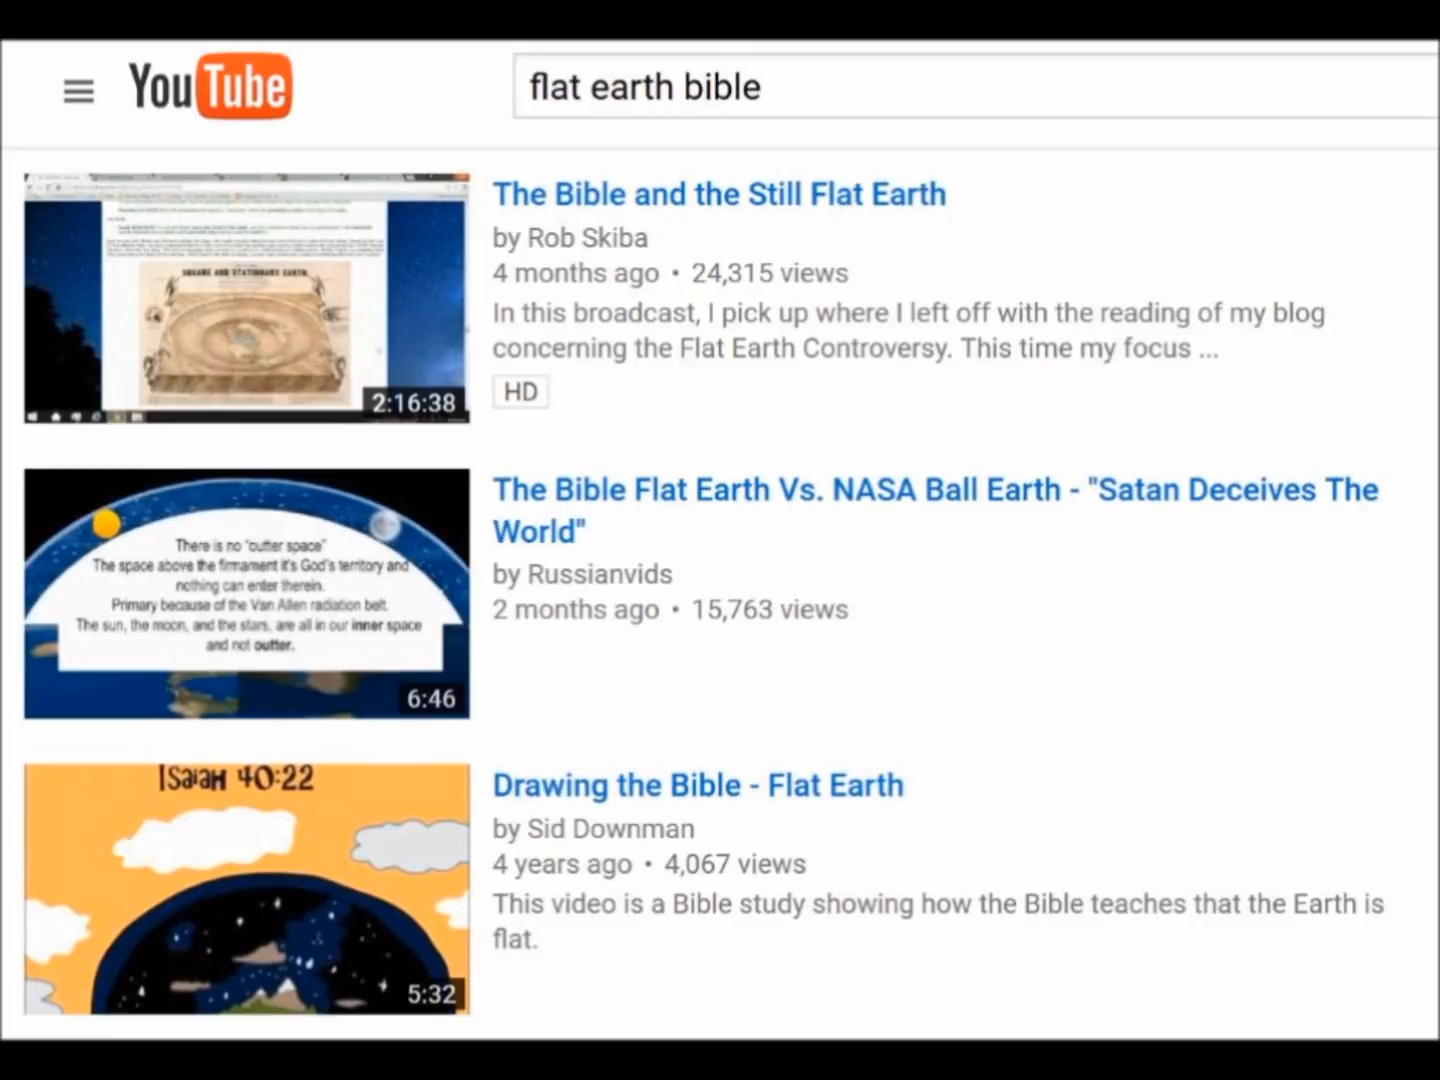 YouTube
flat earth bible
The Bible and the Still Flat Earth
by Rob Skiba
4 months ago • 24,315 views
In this broadcast, I pick up where I left off with the reading of my blog
concerning the Flat Earth Controversy. This time my focus ...
HD
SQUARE AND STATIONARY EARTH
2:16:38
The Bible Flat Earth Vs. NASA Ball Earth - "Satan Deceives The
World"
by Russianvids
2 months ago • 15,763 views
There is no "outter space"
The space above the firmament it's God's territory and
nothing can enter therein.
Primary because of the Van Allen radiation belt.
The sun, the moon, and the stars, are all in our inner space
and not outter.
6:46
Isaiah 40:22
Drawing the Bible - Flat Earth
by Sid Downman
4 years ago • 4,067 views
This video is a Bible study showing how the Bible teaches that the Earth is
flat.
5:32